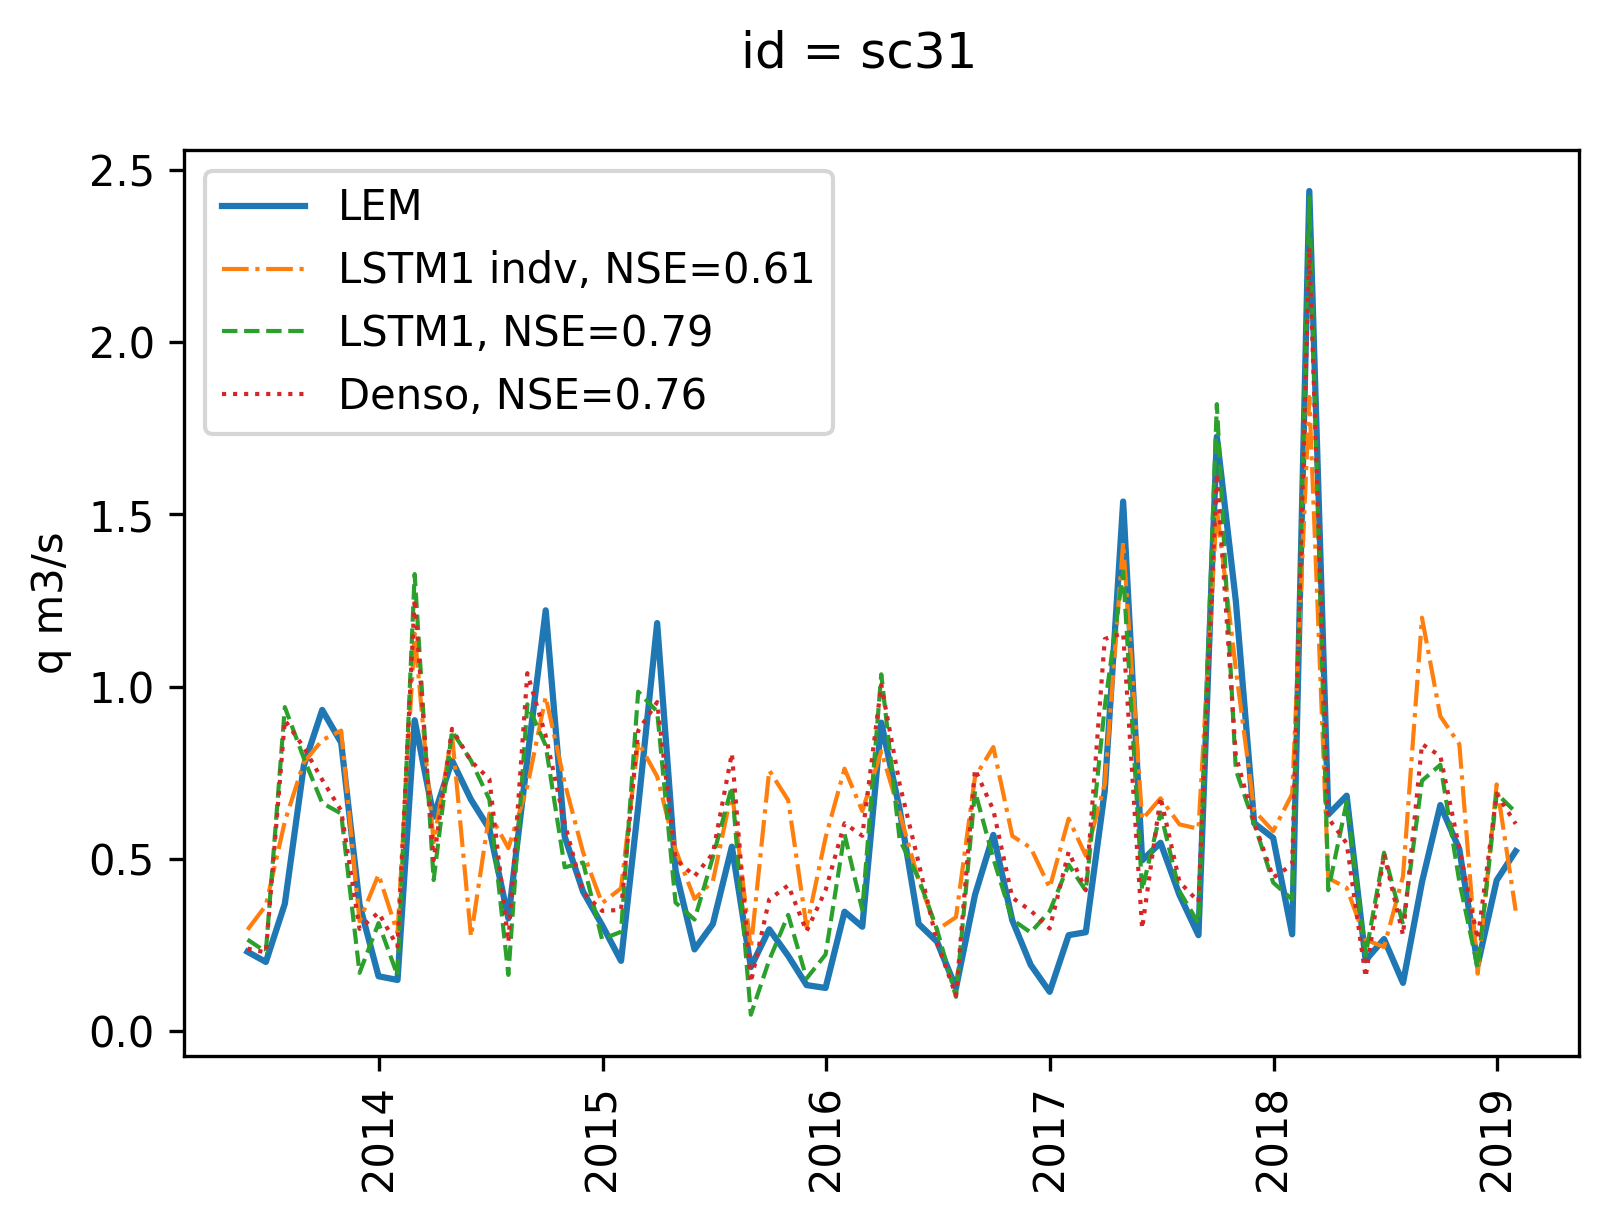 id = sc31
LEM
LSTM1 indv, NSE=0.61
LSTM1, NSE=0.79
Denso, NSE=0.76
q m3/s
2.5
2.0
1.5
1.0
0.5
0.0
2014
2015
2016
2017
2018
2019